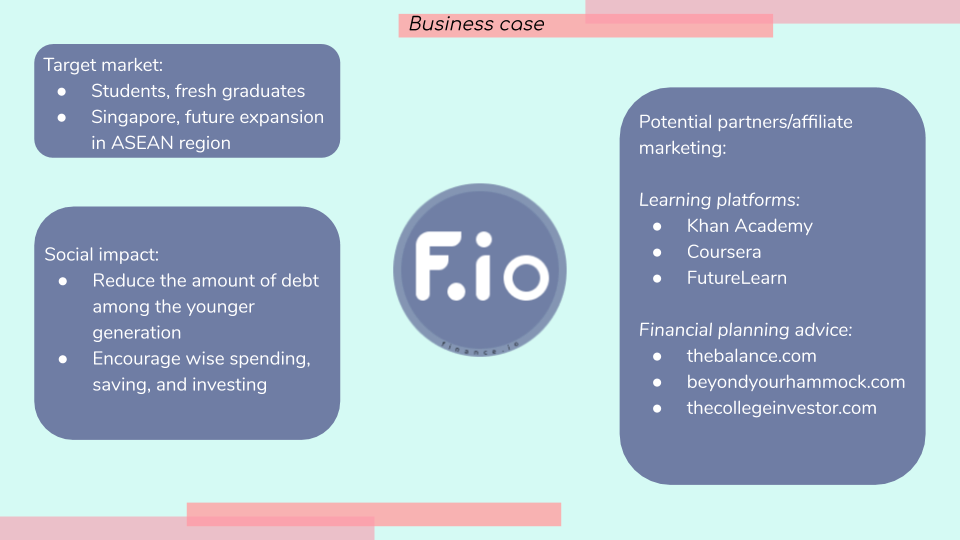 Business case
Target market:
● Students, fresh graduates
● Singapore, future expansion
in ASEAN region
Social impact:
● Reduce the amount of debt
among the younger
generation
● Encourage wise spending,
saving, and investing
F.io
finance.io
Potential partners/affiliate
marketing:
Learning platforms:
● Khan Academy
● Coursera
● FutureLearn
Financial planning advice:
● thebalance.com
● beyondyourhammock.com
● thecollegeinvestor.com